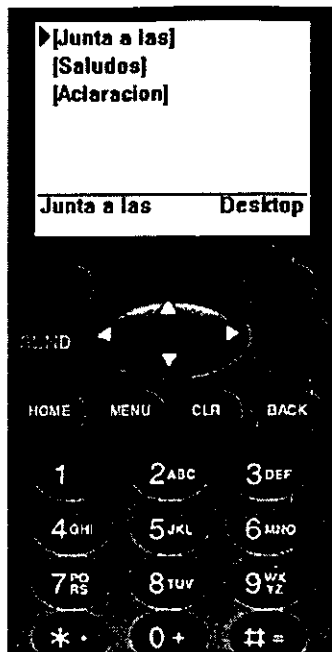 [Junta a las]
[Saludos]
[Aclaracion]
Junta a las Desktop
HOME MENU CLR BACK
1 2ABC 3DEF
4GHI 5JKL 6MNO
7PQRS 8TUV 9WXYZ
* 0+ #=